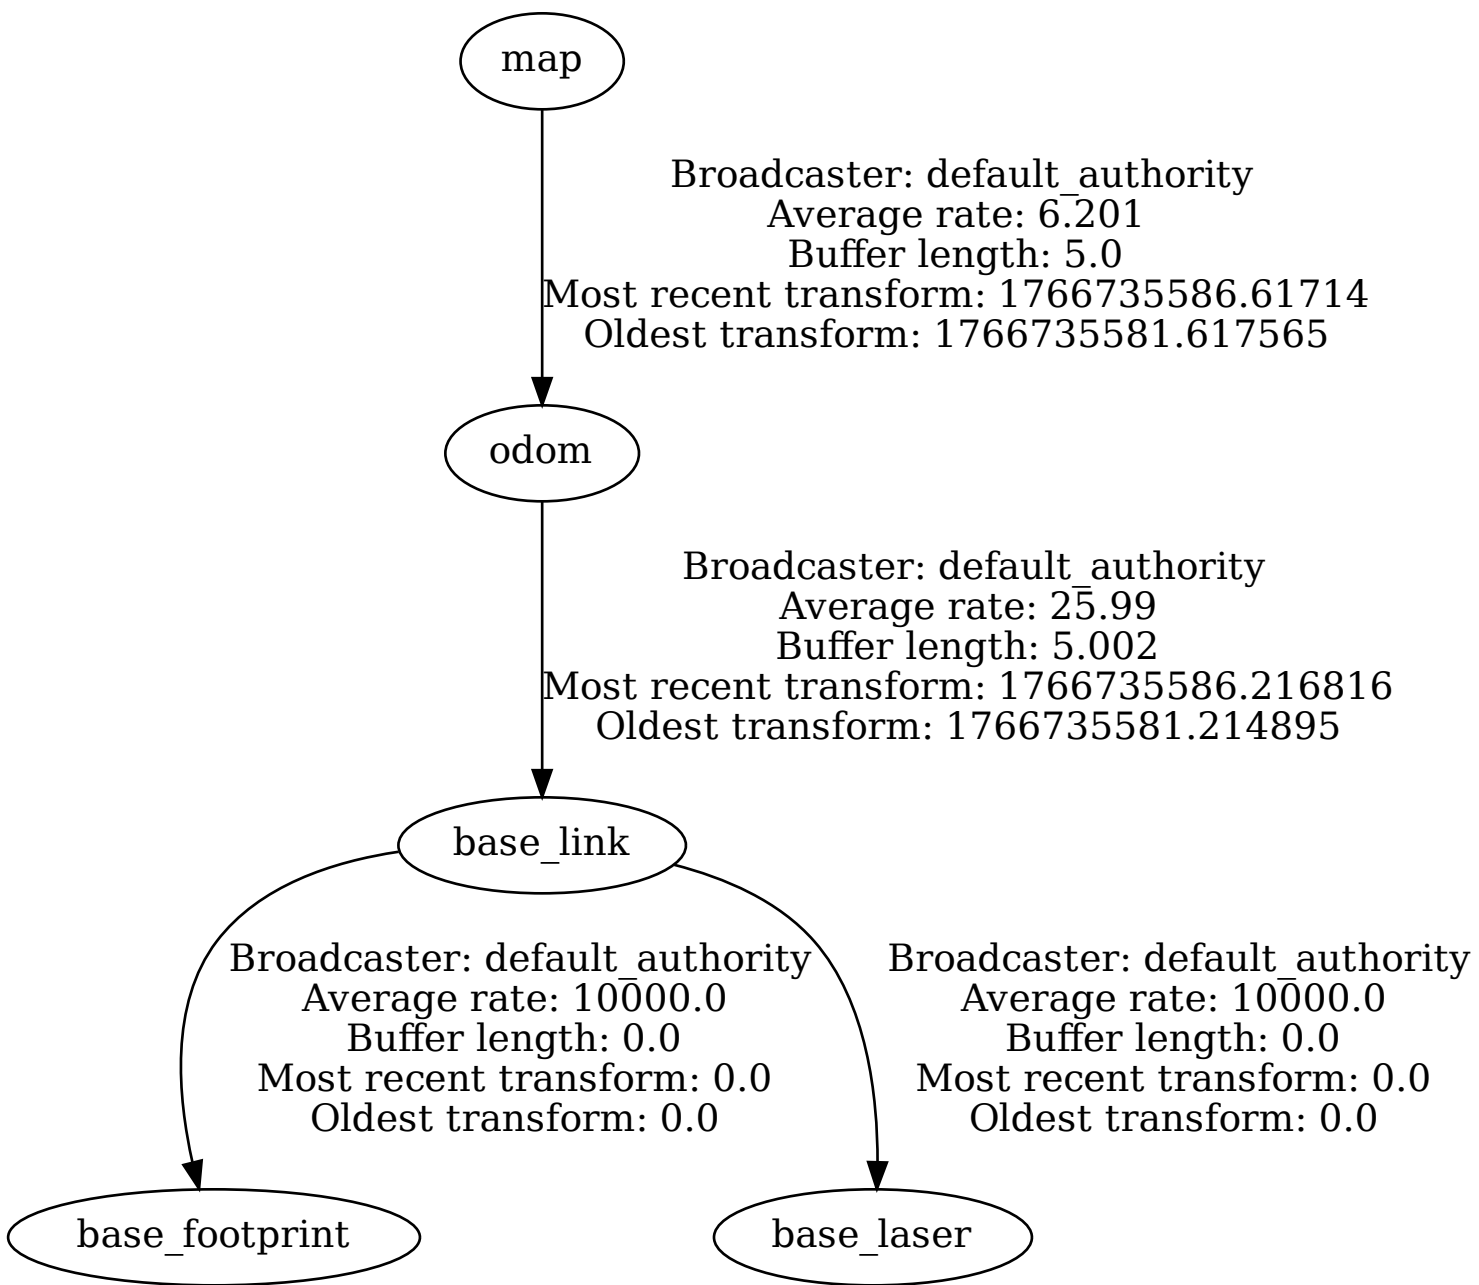 map
Broadcaster: default_authority
Average rate: 6.201
Buffer length: 5.0
Most recent transform: 1766735586.61714
Oldest transform: 1766735581.617565
odom
Broadcaster: default_authority
Average rate: 25.99
Buffer length: 5.002
Most recent transform: 1766735586.216816
Oldest transform: 1766735581.214895
base_link
Broadcaster: default_authority
Average rate: 10000.0
Buffer length: 0.0
Most recent transform: 0.0
Oldest transform: 0.0
Broadcaster: default_authority
Average rate: 10000.0
Buffer length: 0.0
Most recent transform: 0.0
Oldest transform: 0.0
base_footprint
base_laser